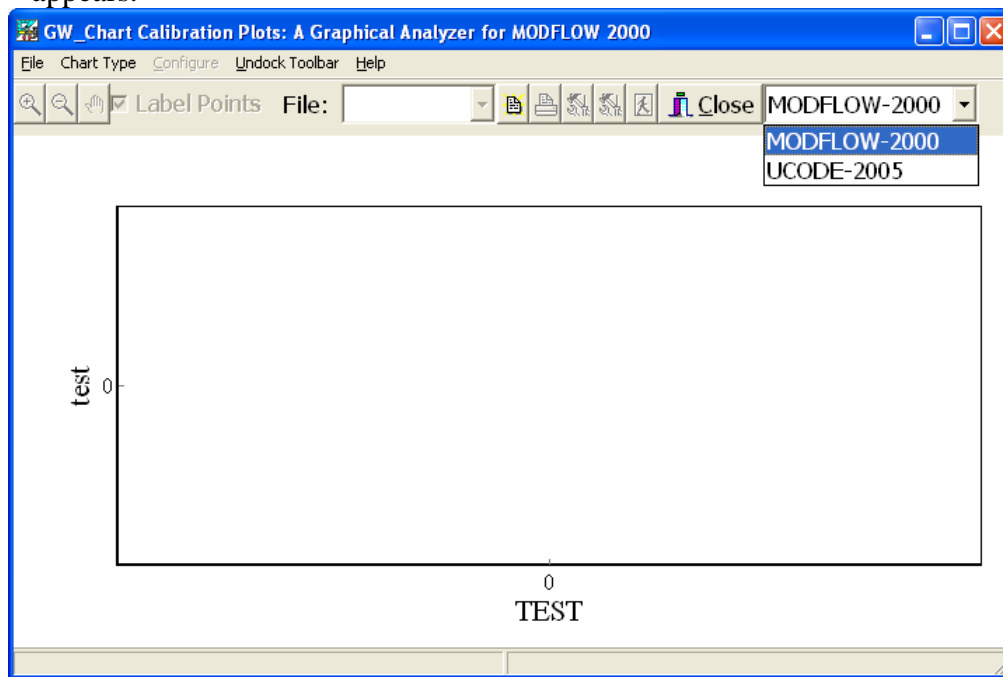 appears.
GW_Chart Calibration Plots: A Graphical Analyzer for MODFLOW 2000
File Chart Type Configure Undock Toolbar Help
Label Points File: Close MODFLOW-2000
MODFLOW-2000
UCODE-2005
test
0
0
TEST